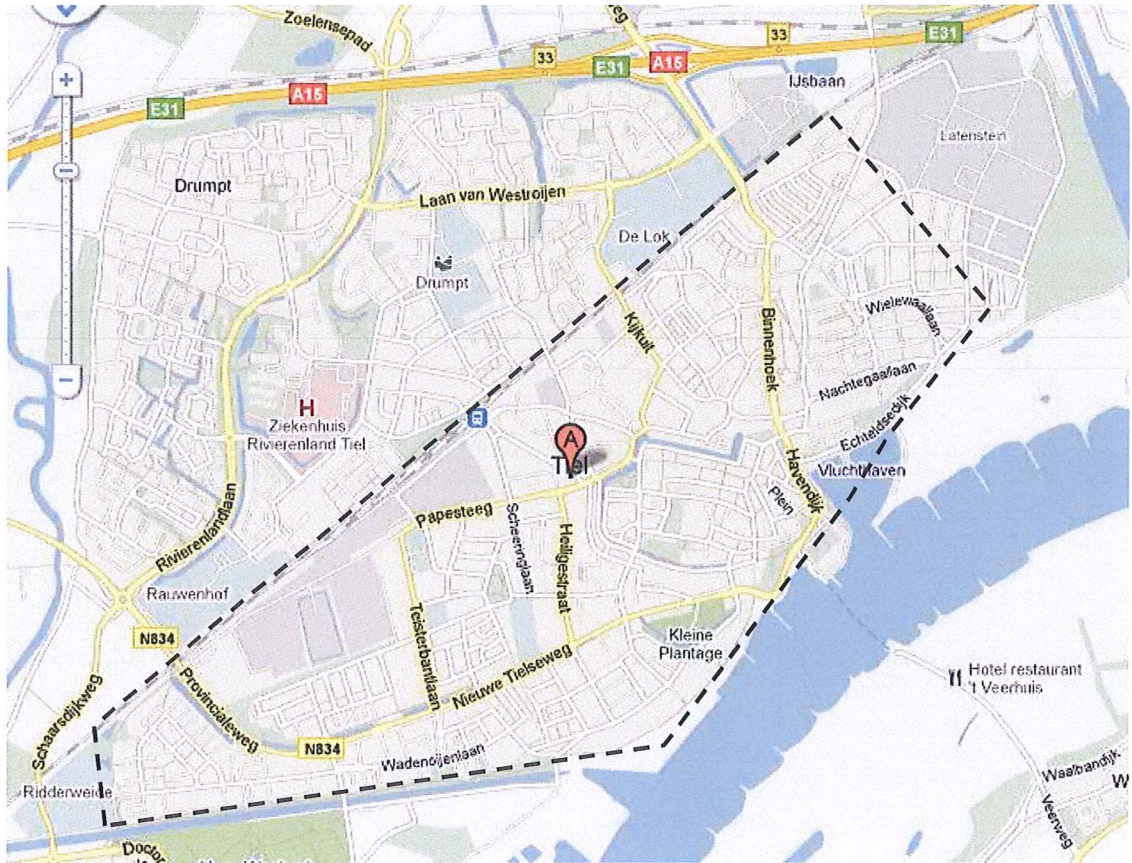 Zoelensepad
eg
33
33
E31
E31
A15
IJsbaan
E31
A15
Latenstein
Drumpt
Laan van Westroijen
De Lok
Drumpt
Wielewaallaan
Kijkuit
Binnenhoek
Nachtegaallaan
H
Ziekenhuis
Rivierenland Tiel
Echteldsedijk
A
Tiel
Vluchthaven
Havendijk
Plein
Papesteeg
Scheeringlaan
Heiligestraat
Rivierenlandlaan
Rauwenhof
Teisterbantlaan
N834
Kleine
Plantage
Nieuwe Tielseweg
Hotel restaurant
't Veerhuis
Schaarsdijkweg
Provincialeweg
N834
Wadenoijenlaan
Waalbandijk
W
Ridderweide
Veerweg
Doctor